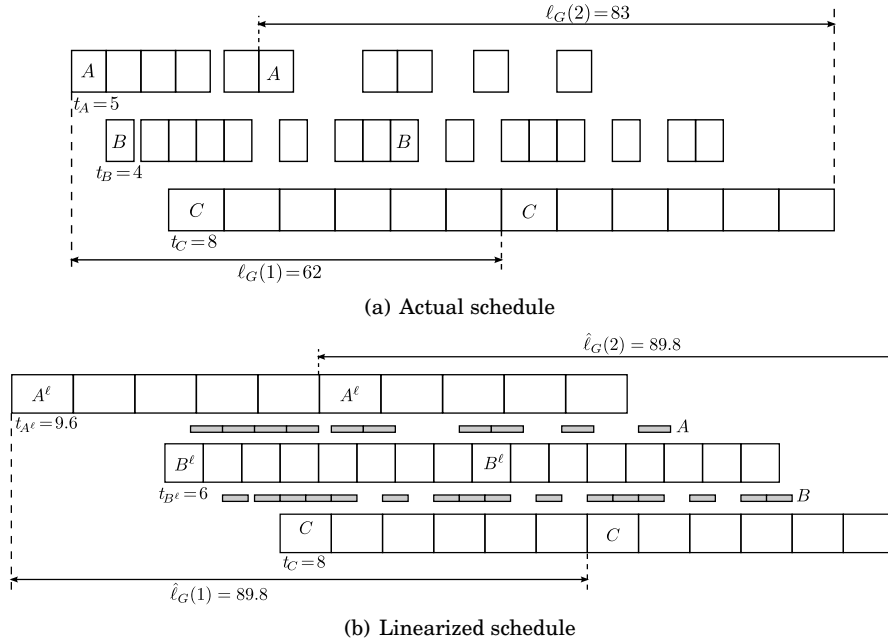 ℓ_G(2)=83
A A
t_A=5
B B
t_B=4
C C
t_C=8
ℓ_G(1)=62
(a) Actual schedule
ℓ̂_G(2) = 89.8
A^ℓ A^ℓ
t_{A^ℓ}=9.6
A
B^ℓ B^ℓ
t_{B^ℓ}=6
B
C C
t_C=8
ℓ̂_G(1) = 89.8
(b) Linearized schedule